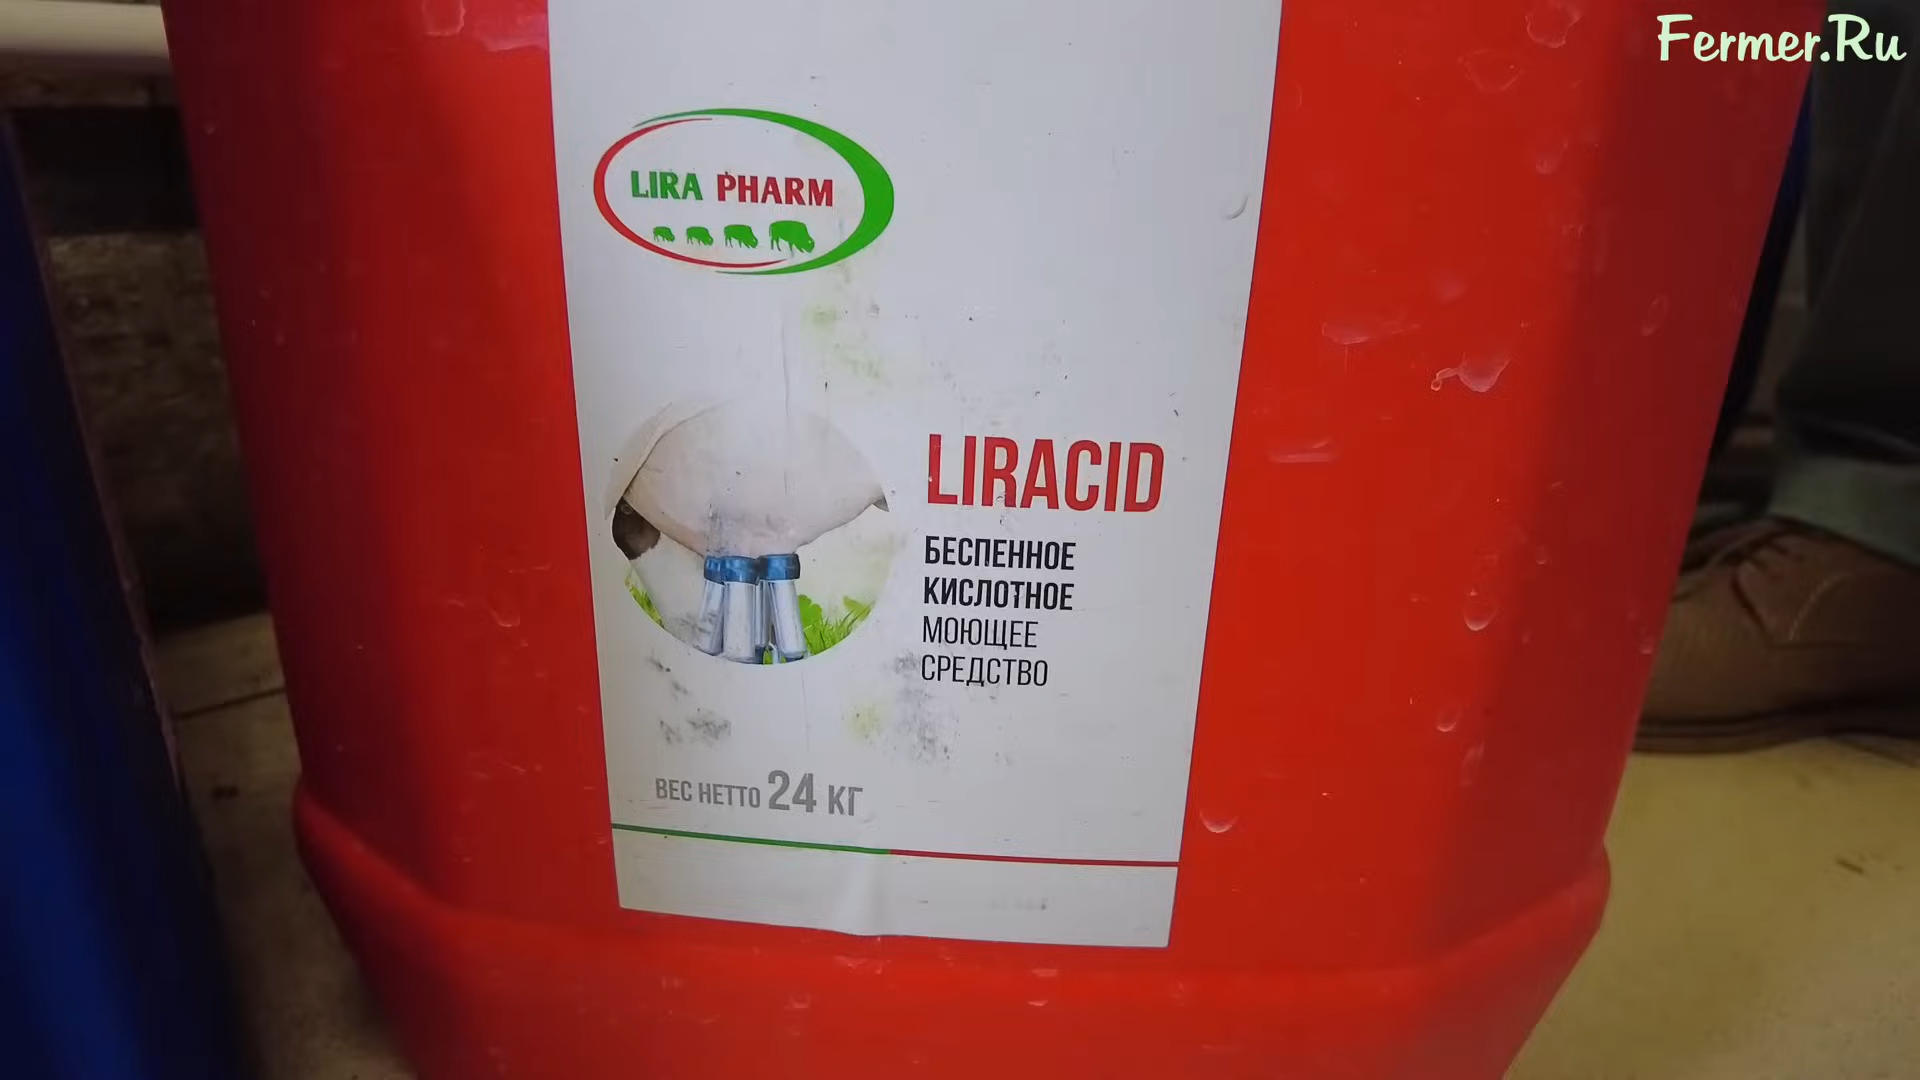 Fermer.Ru
LIRA PHARM
LIRACID
БЕСПЕННОЕ
КИСЛОТНОЕ
МОЮЩЕЕ
СРЕДСТВО
ВЕС НЕТТО 24 КГ